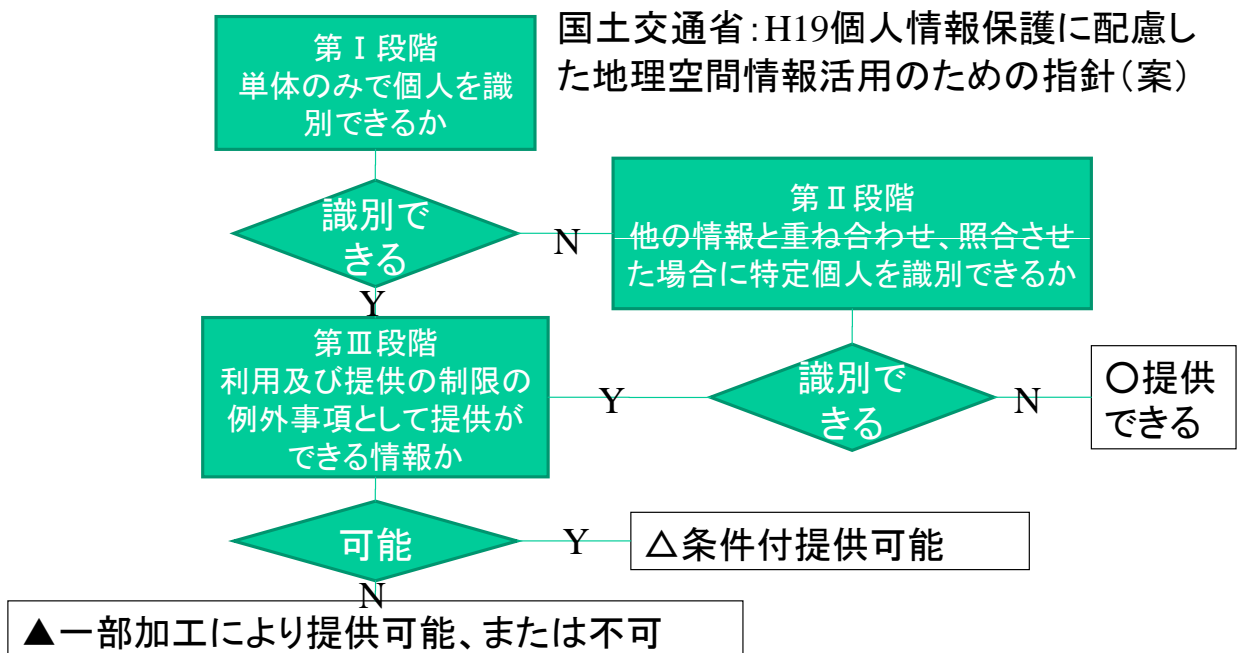 国土交通省：H19個人情報保護に配慮し
た地理空間情報活用のための指針（案）
第Ⅰ段階
単体のみで個人を識
別できるか
識別で
きる
N
Y
第Ⅱ段階
他の情報と重ね合わせ、照合させ
た場合に特定個人を識別できるか
識別で
きる
N
〇提供
できる
Y
第Ⅲ段階
利用及び提供の制限の
例外事項として提供が
できる情報か
可能
Y
△条件付提供可能
N
▲一部加工により提供可能、または不可